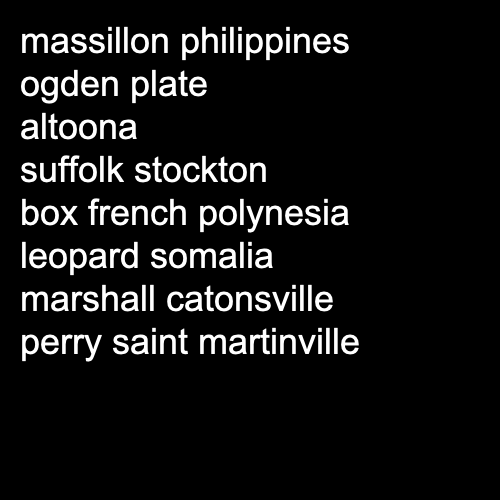 massillon philippines
ogden plate
altoona
suffolk stockton
box french polynesia
leopard somalia
marshall catonsville
perry saint martinville